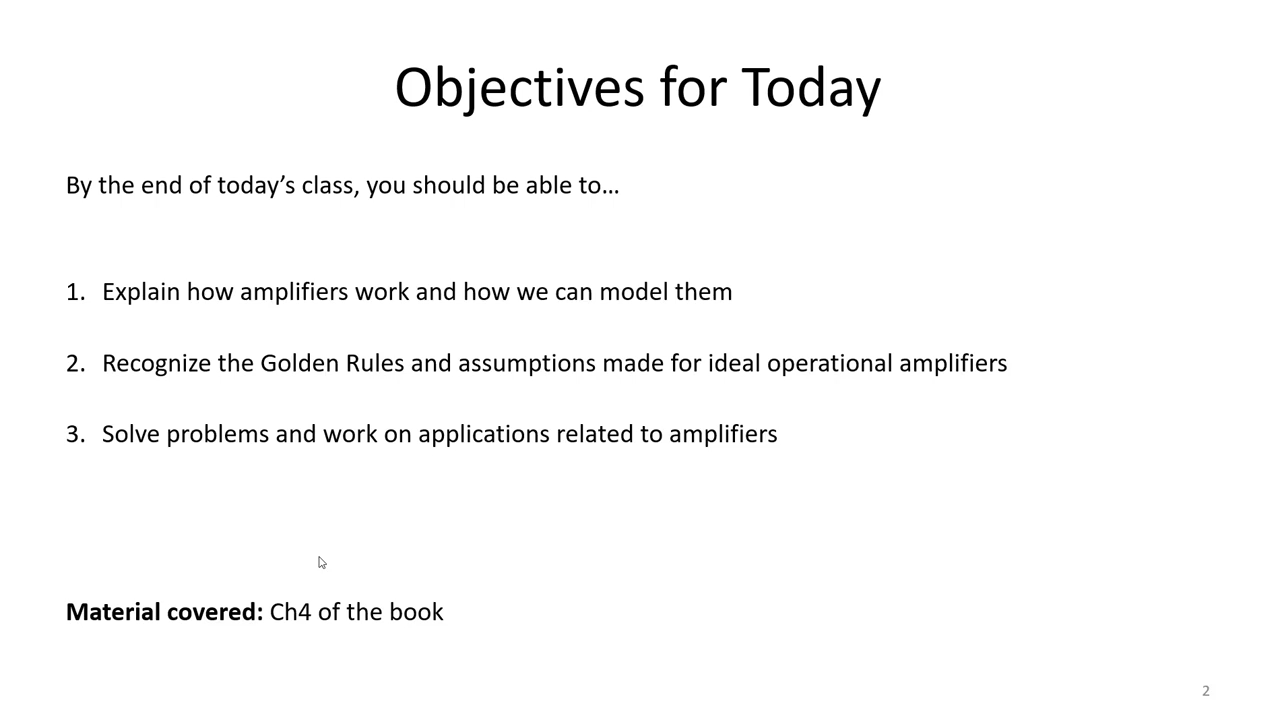 Objectives for Today
By the end of today’s class, you should be able to…
1. Explain how amplifiers work and how we can model them
2. Recognize the Golden Rules and assumptions made for ideal operational amplifiers
3. Solve problems and work on applications related to amplifiers
Material covered: Ch4 of the book
2